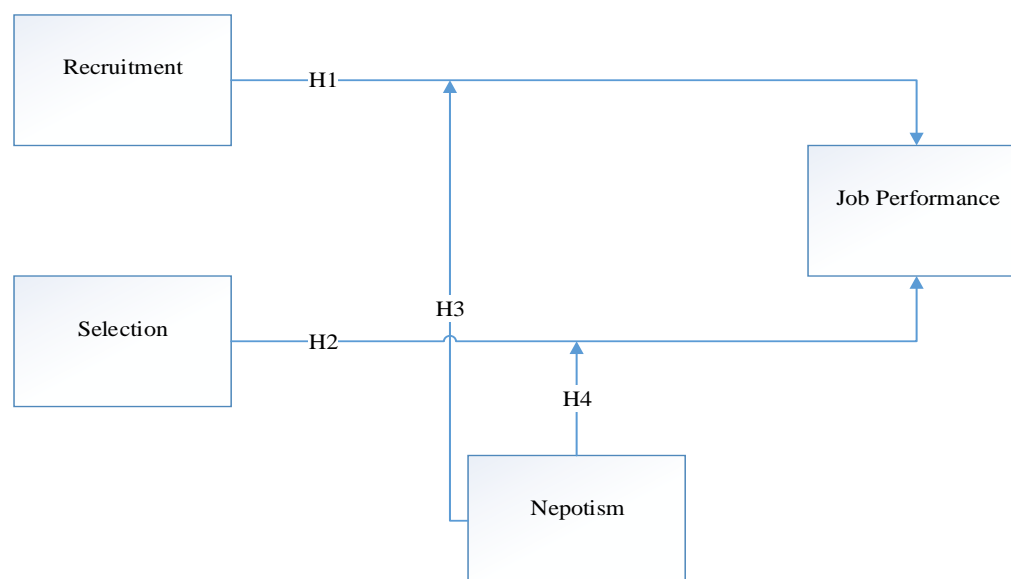 Recruitment
H1
Job Performance
H3
Selection
H2
H4
Nepotism